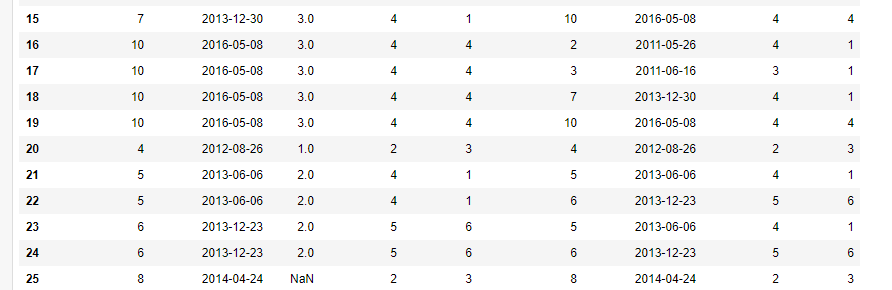 15 7 2013-12-30 3.0 4 1 10 2016-05-08 4 4
16 10 2016-05-08 3.0 4 4 2 2011-05-26 4 1
17 10 2016-05-08 3.0 4 4 3 2011-06-16 3 1
18 10 2016-05-08 3.0 4 4 7 2013-12-30 4 1
19 10 2016-05-08 3.0 4 4 10 2016-05-08 4 4
20 4 2012-08-26 1.0 2 3 4 2012-08-26 2 3
21 5 2013-06-06 2.0 4 1 5 2013-06-06 4 1
22 5 2013-06-06 2.0 4 1 6 2013-12-23 5 6
23 6 2013-12-23 2.0 5 6 5 2013-06-06 4 1
24 6 2013-12-23 2.0 5 6 6 2013-12-23 5 6
25 8 2014-04-24 NaN 2 3 8 2014-04-24 2 3